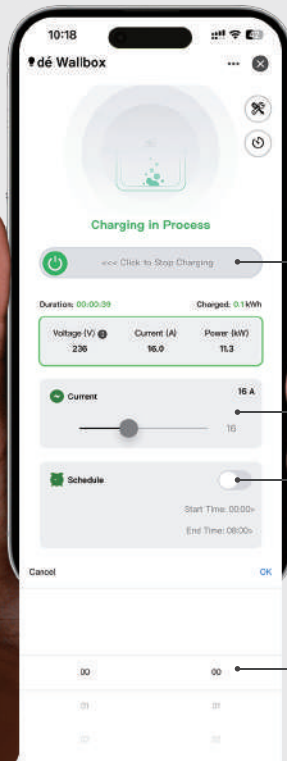 10:18
dé Wallbox
Charging in Process
<<< Click to Stop Charging
Duration: 00:00:39 Charged: 0.1 kWh
Voltage (V) Current (A) Power (kW)
236 16.0 11.3
Current 16 A
16
Schedule
Start Time: 00:00>
End Time: 08:00>
Cancel OK
00 00
01 01
02 02